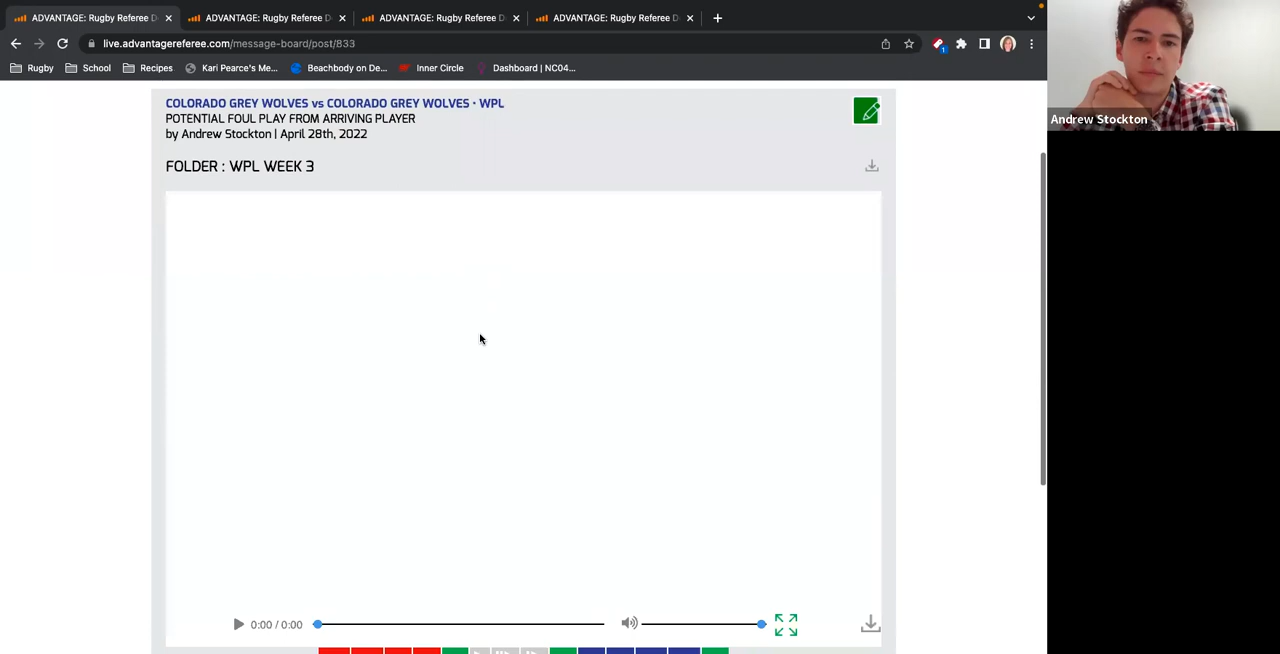 ADVANTAGE: Rugby Referee D
ADVANTAGE: Rugby Referee D
ADVANTAGE: Rugby Referee D
ADVANTAGE: Rugby Referee D
live.advantagereferee.com/message-board/post/833
1
Rugby School Recipes Kari Pearce's Me... Beachbody on De... Inner Circle Dashboard | NC04...
COLORADO GREY WOLVES vs COLORADO GREY WOLVES · WPL
POTENTIAL FOUL PLAY FROM ARRIVING PLAYER
by Andrew Stockton | April 28th, 2022
FOLDER : WPL WEEK 3
0:00 / 0:00
Andrew Stockton